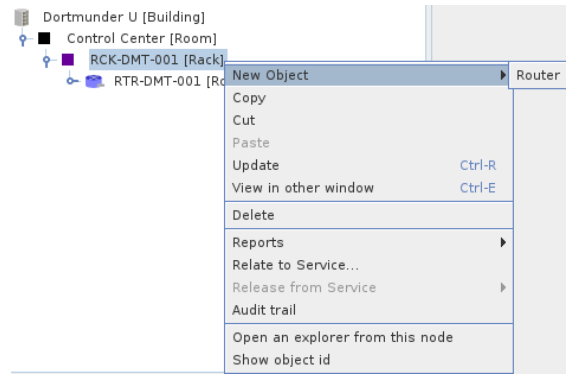 Dortmunder U [Building]
Control Center [Room]
RCK-DMT-001 [Rack]
RTR-DMT-001 [Ro
New Object
Router
Copy
Cut
Paste
Update Ctrl-R
View in other window Ctrl-E
Delete
Reports
Relate to Service...
Release from Service
Audit trail
Open an explorer from this node
Show object id